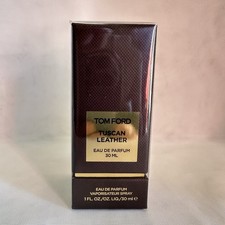 TOM FORD
TUSCAN
LEATHER
EAU DE PARFUM
30 ML
EAU DE PARFUM
VAPORISATEUR SPRAY
1 FL.OZ./OZ. LIQ/30 ml ℮